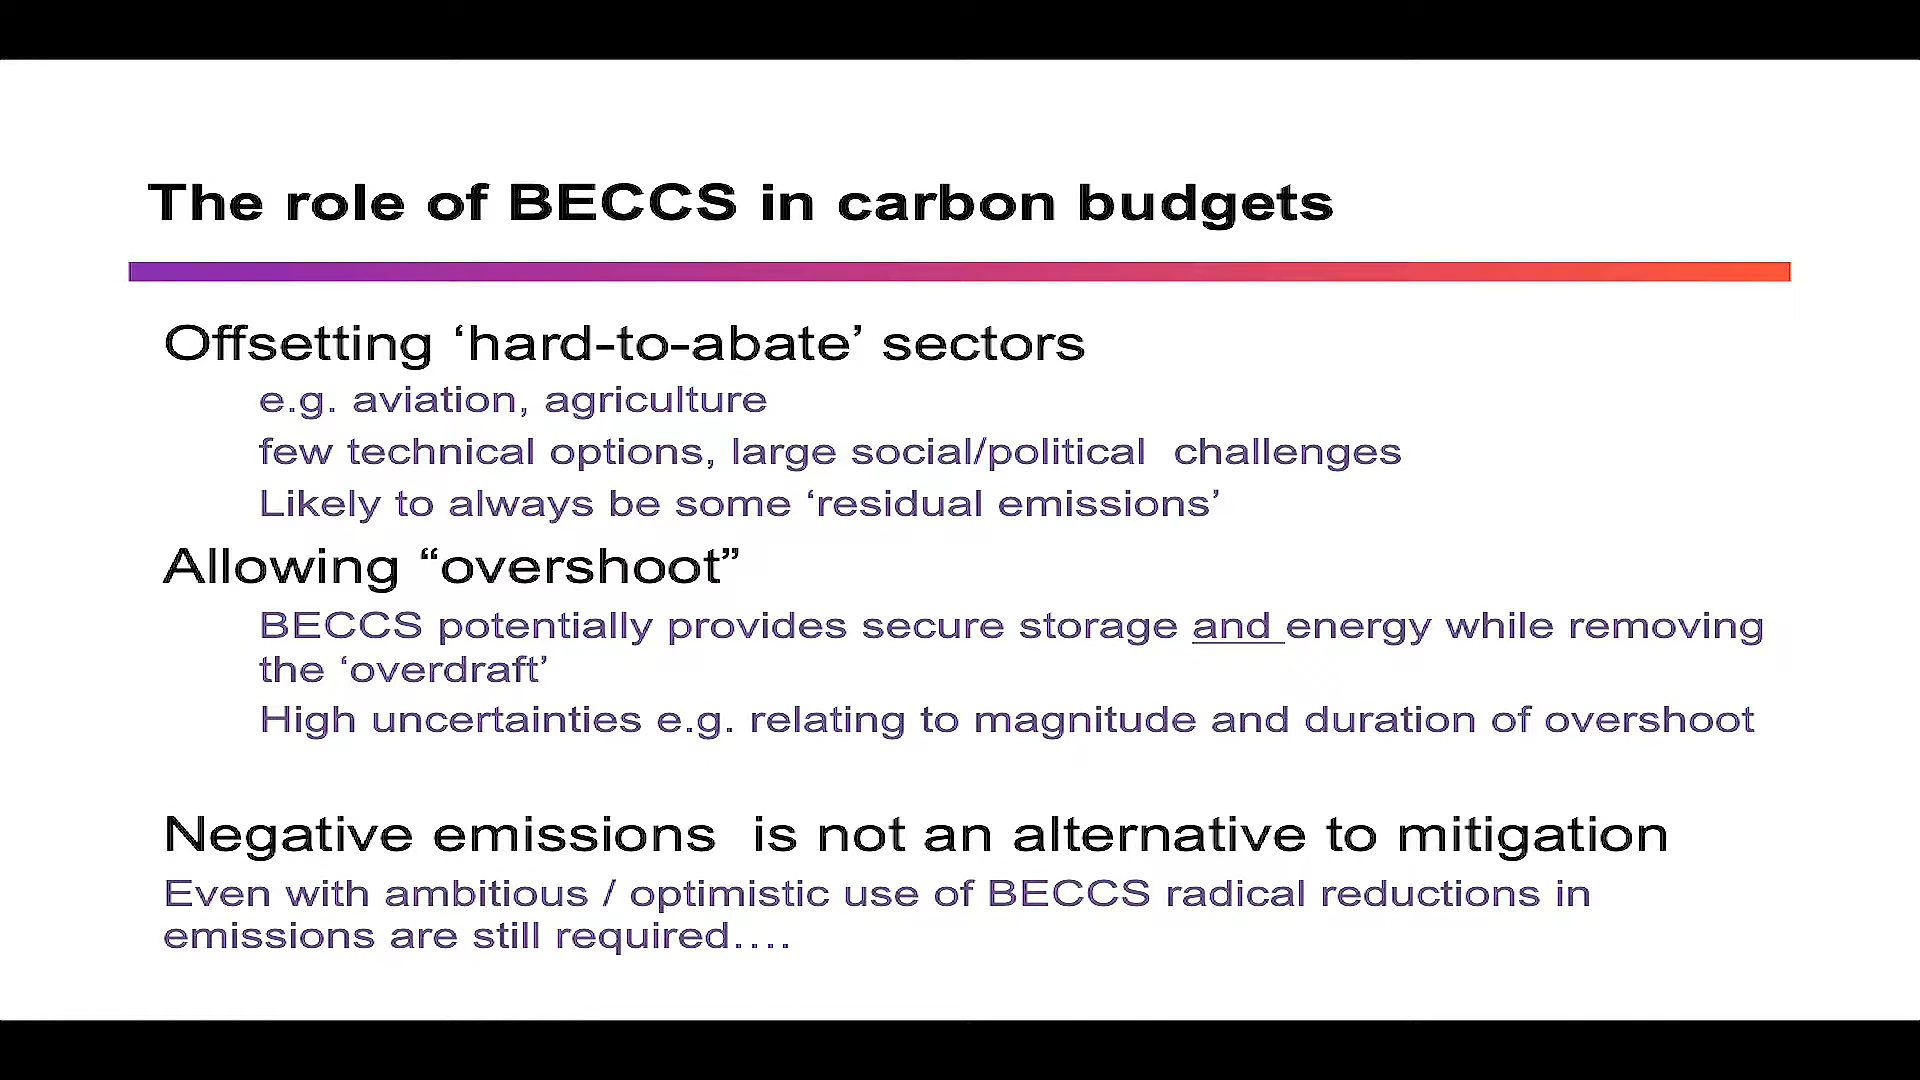 The role of BECCS in carbon budgets
Offsetting ‘hard-to-abate’ sectors
e.g. aviation, agriculture
few technical options, large social/political  challenges
Likely to always be some ‘residual emissions’
Allowing “overshoot”
BECCS potentially provides secure storage and energy while removing
the ‘overdraft’
High uncertainties e.g. relating to magnitude and duration of overshoot
Negative emissions  is not an alternative to mitigation
Even with ambitious / optimistic use of BECCS radical reductions in
emissions are still required….